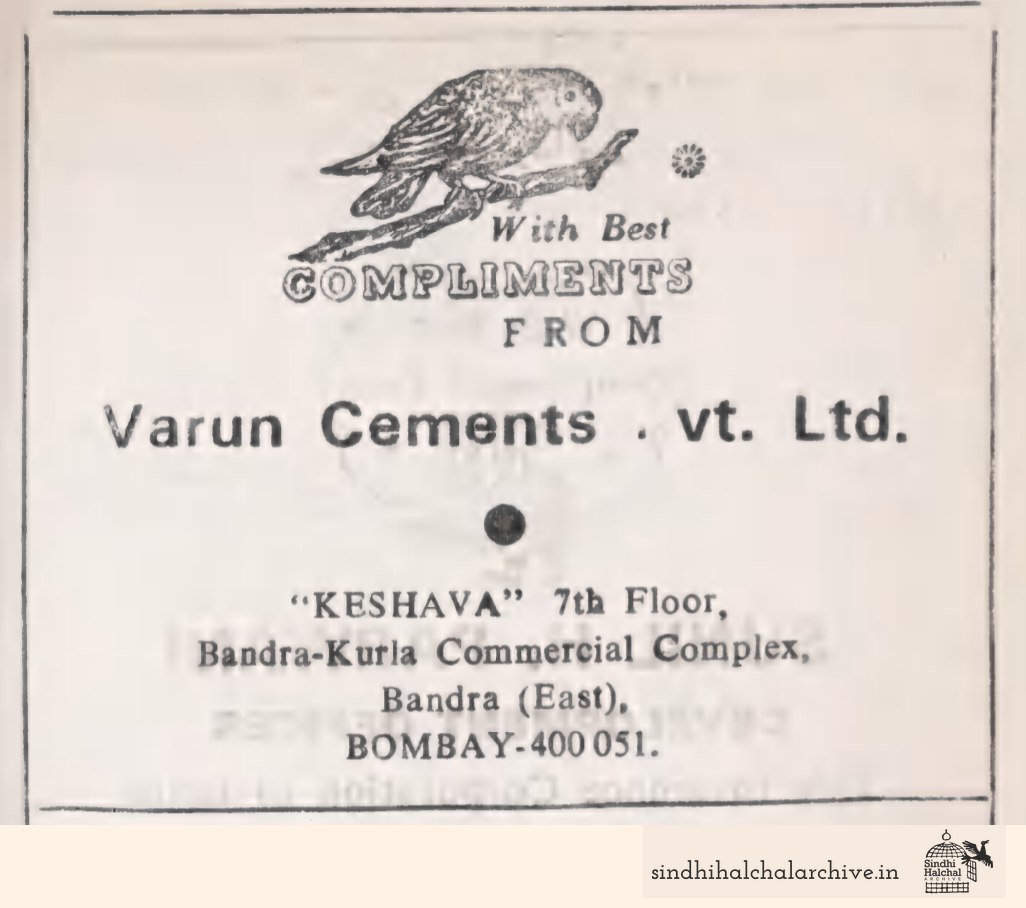 With Best
COMPLIMENTS
FROM
Varun Cements . vt. Ltd.
“KESHAVA” 7th Floor,
Bandra-Kurla Commercial Complex,
Bandra (East),
BOMBAY-400 051.
sindhihalchalarchive.in
Sindhi
Halchal
ARCHIVE